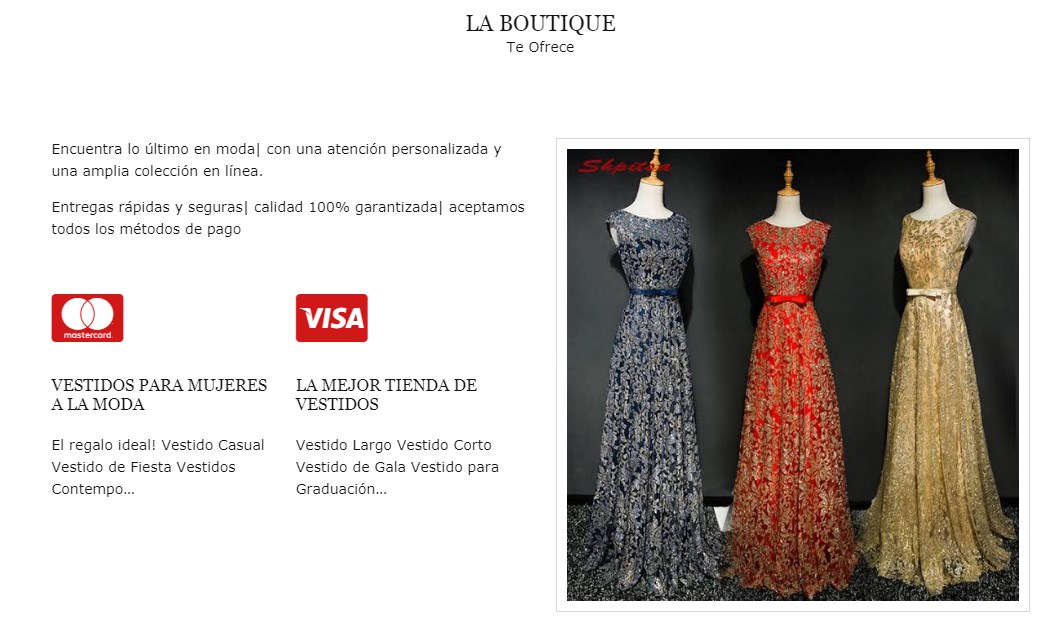 LA BOUTIQUE
Te Ofrece
Encuentra lo último en moda| con una atención personalizada y
una amplia colección en línea.
Entregas rápidas y seguras| calidad 100% garantizada| aceptamos
todos los métodos de pago
mastercard.
VISA
VESTIDOS PARA MUJERES
A LA MODA
El regalo ideal! Vestido Casual
Vestido de Fiesta Vestidos
Contempo...
LA MEJOR TIENDA DE
VESTIDOS
Vestido Largo Vestido Corto
Vestido de Gala Vestido para
Graduación...